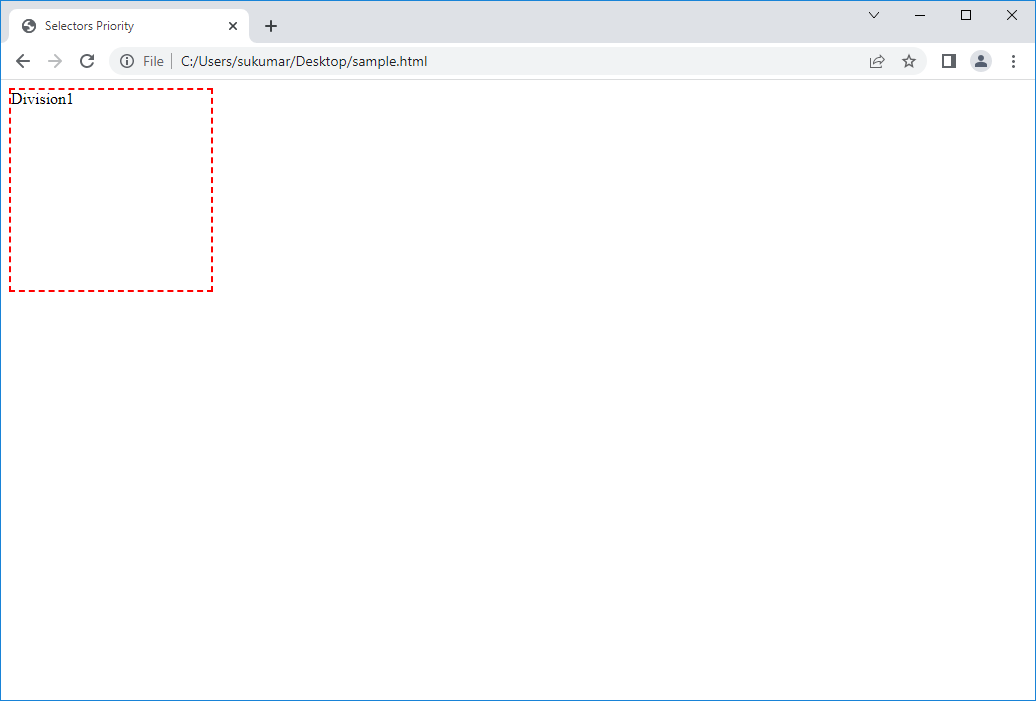 Selectors Priority
File
C:/Users/sukumar/Desktop/sample.html
Division1